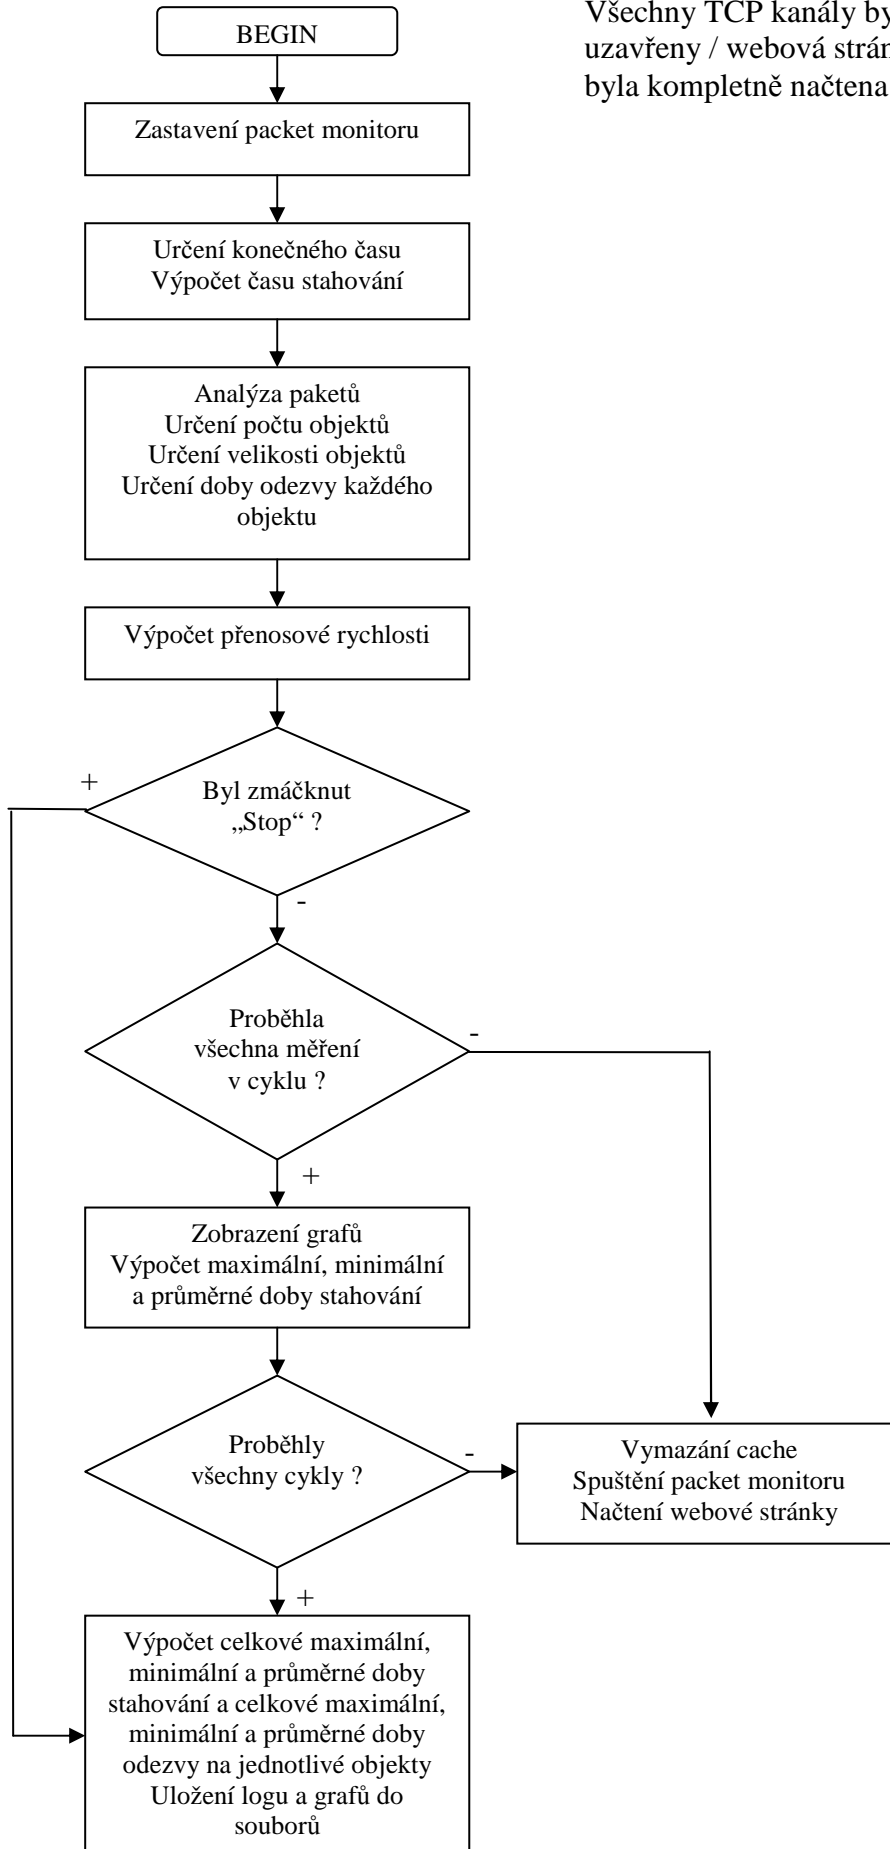 BEGIN
Všechny TCP kanály by
uzavřeny / webová strán
byla kompletně načtena
Zastavení packet monitoru
Určení konečného času
Výpočet času stahování
Analýza paketů
Určení počtu objektů
Určení velikosti objektů
Určení doby odezvy každého
objektu
Výpočet přenosové rychlosti
+
Byl zmáčknut
„Stop“ ?
-
Proběhla
všechna měření
v cyklu ?
-
+
Zobrazení grafů
Výpočet maximální, minimální
a průměrné doby stahování
Proběhly
všechny cykly ?
-
Vymazání cache
Spuštění packet monitoru
Načtení webové stránky
+
Výpočet celkové maximální,
minimální a průměrné doby
stahování a celkové maximální,
minimální a průměrné doby
odezvy na jednotlivé objekty
Uložení logu a grafů do
souborů